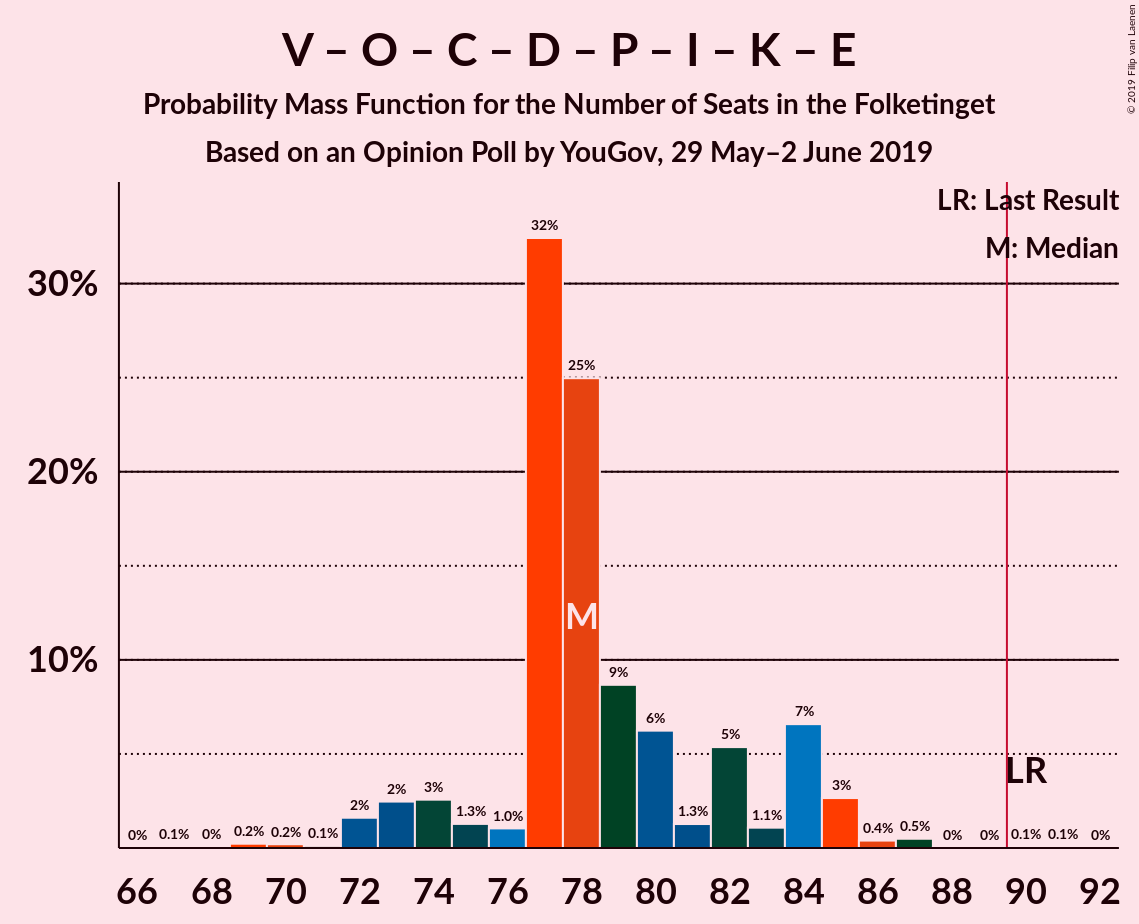 V – O – C – D – P – I – K – E
Probability Mass Function for the Number of Seats in the Folketinget
Based on an Opinion Poll by YouGov, 29 May–2 June 2019
© 2019 Filip van Laenen
LR: Last Result
M: Median
30%
20%
10%
0% 0.1% 0% 0.2% 0.2% 0.1% 2% 2% 3% 1.3% 1.0% 32% 25% 9% 6% 1.3% 5% 1.1% 7% 3% 0.4% 0.5% 0% 0% 0.1% 0.1% 0%
M
LR
66 68 70 72 74 76 78 80 82 84 86 88 90 92